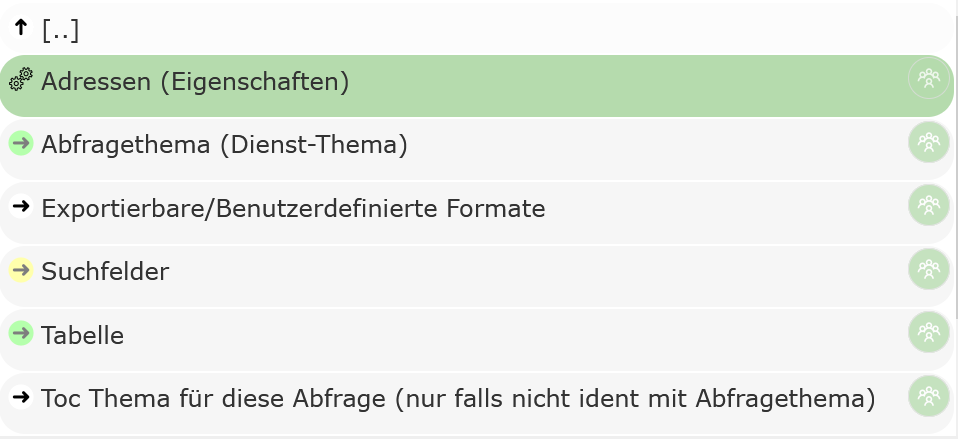 [..]
Adressen (Eigenschaften)
Abfragethema (Dienst-Thema)
Exportierbare/Benutzerdefinierte Formate
Suchfelder
Tabelle
Toc Thema für diese Abfrage (nur falls nicht ident mit Abfragethema)